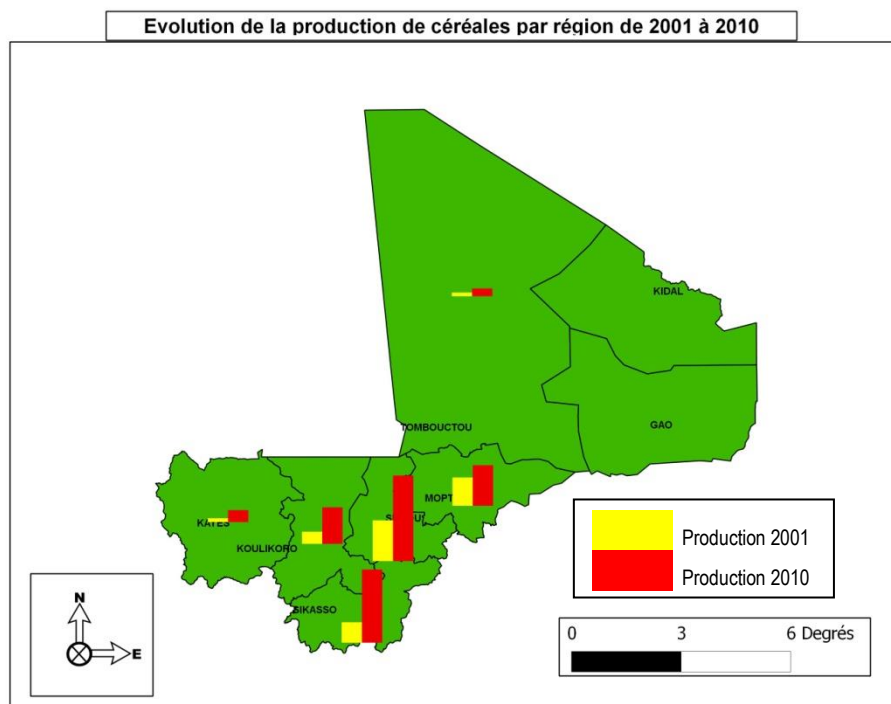 Evolution de la production de céréales par région de 2001 à 2010
KIDAL
TOMBOUCTOU
GAO
MOPT
KAYES
KOULIKORO
SIKASSO
Production 2001
Production 2010
N
E
0 3 6 Degrés